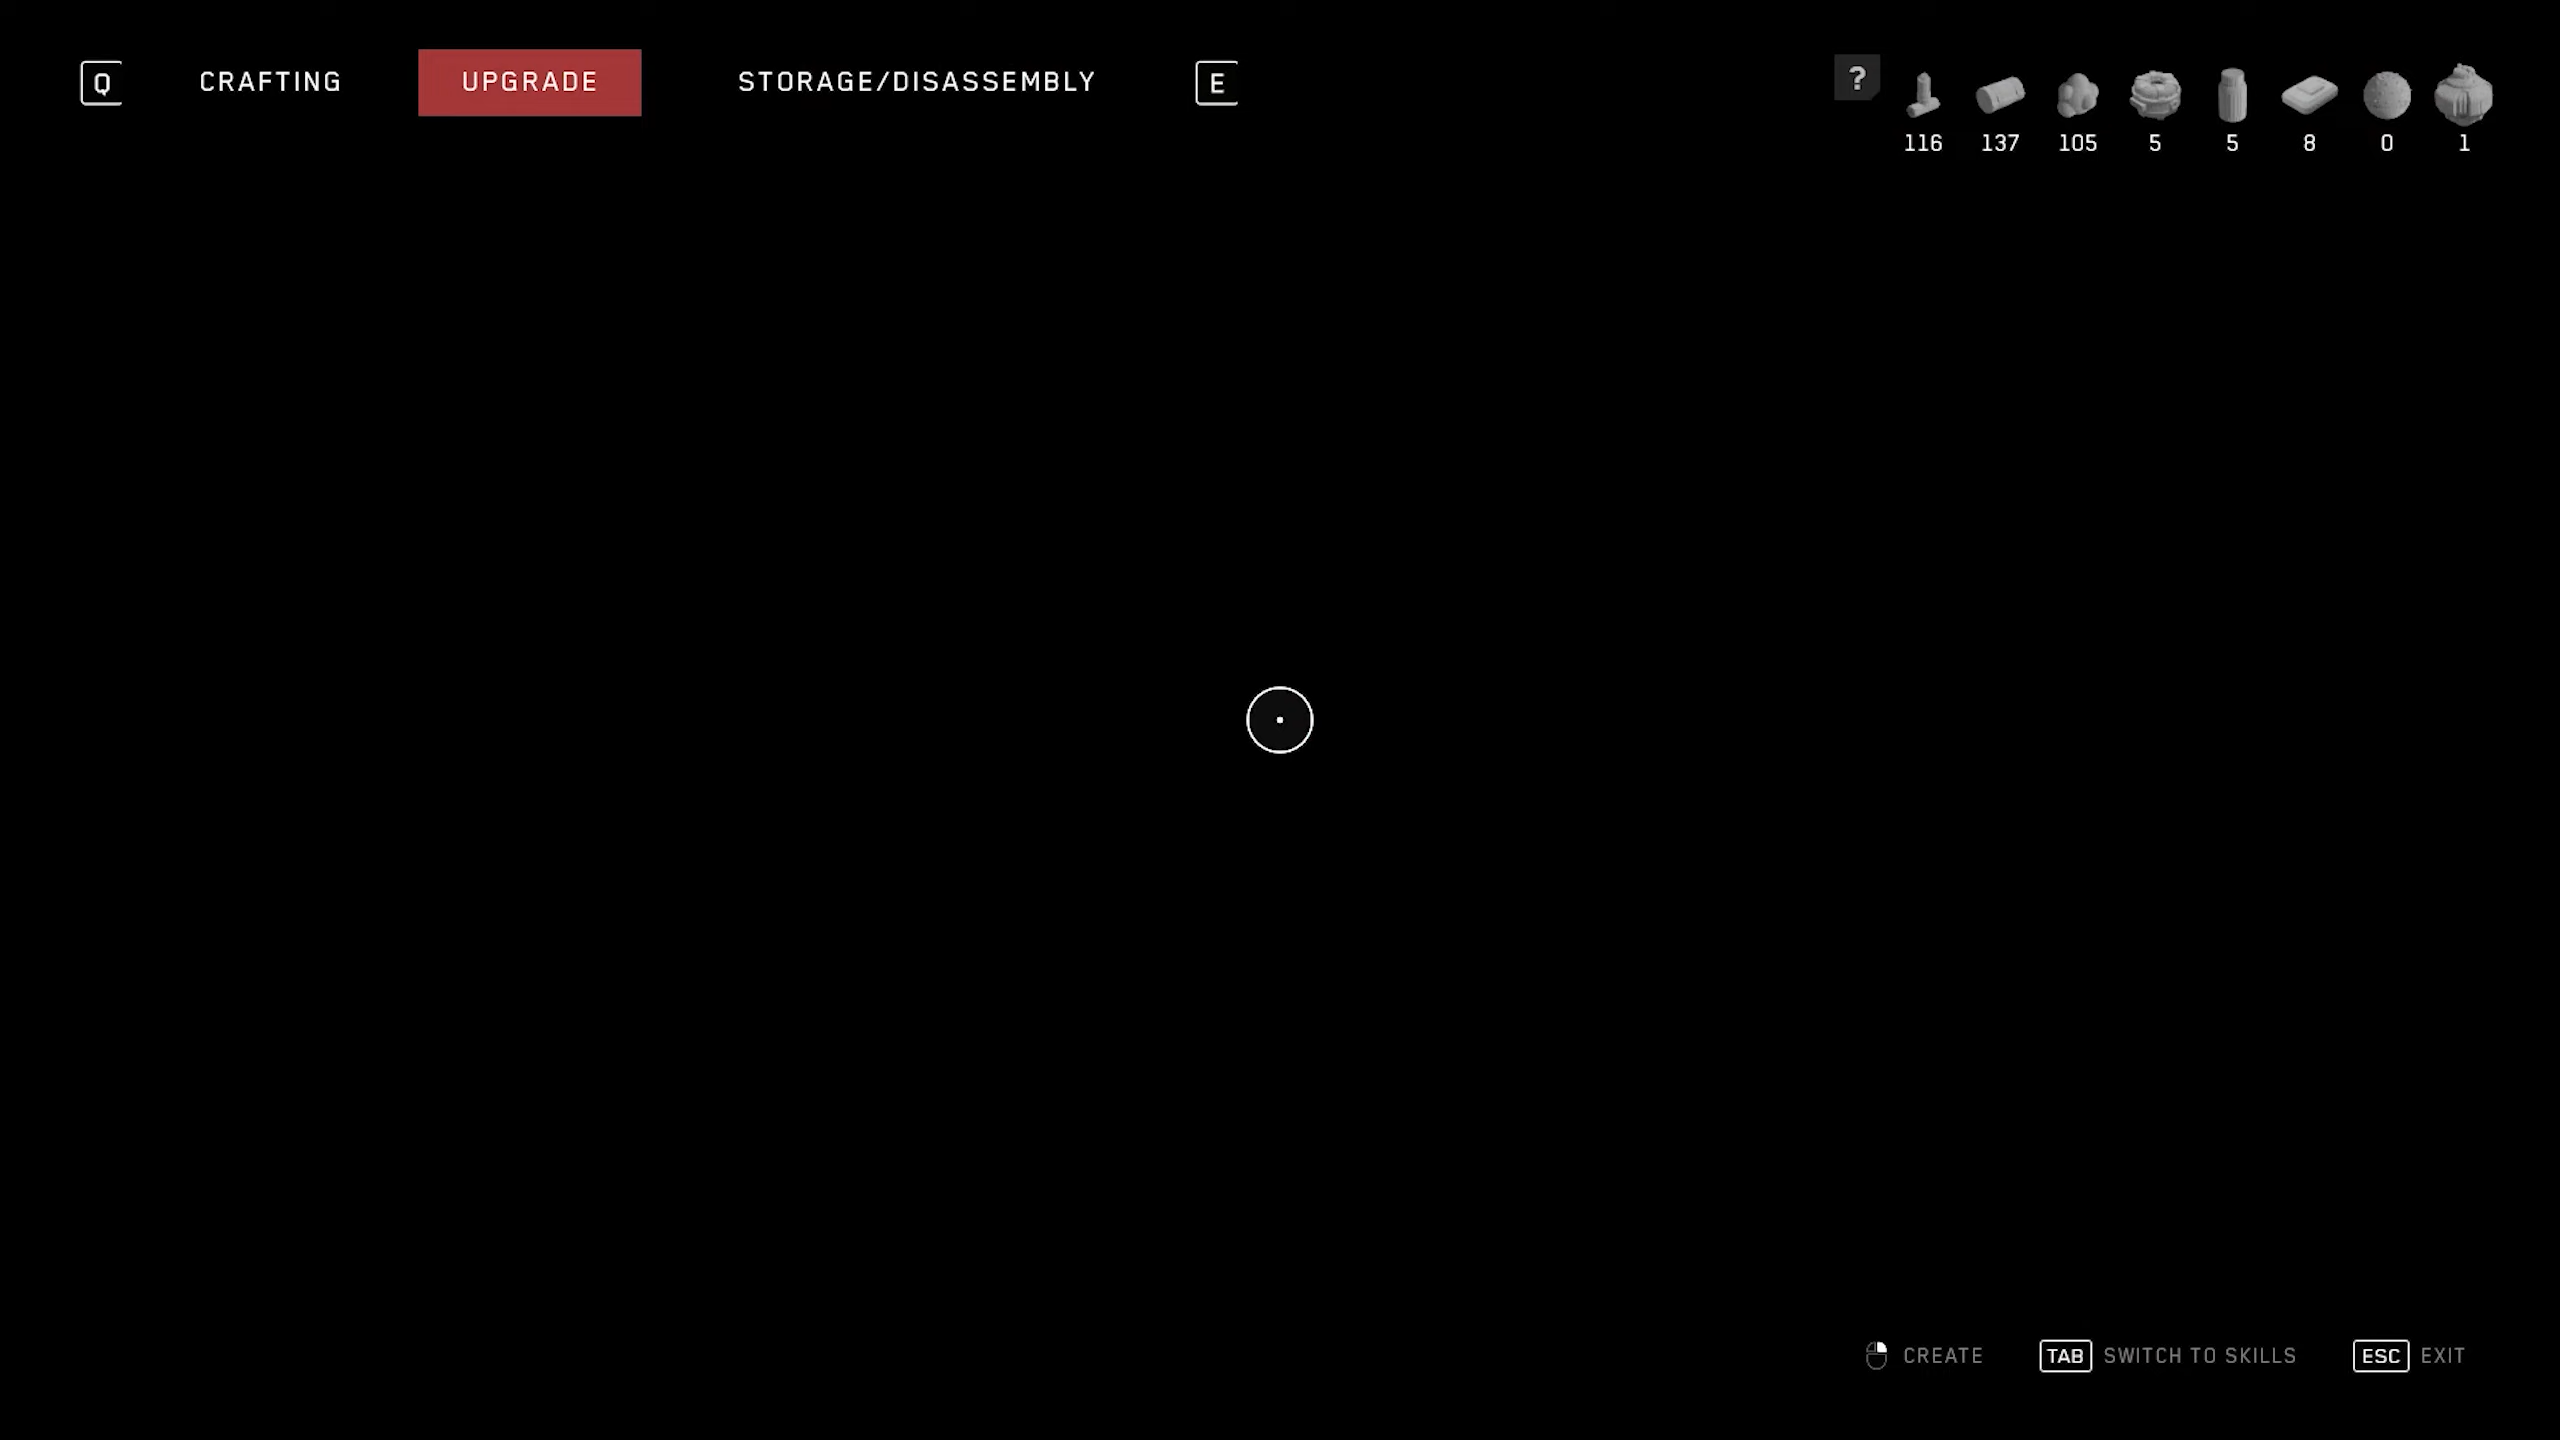 Q CRAFTING UPGRADE STORAGE/DISASSEMBLY E ?
116 137 105 5 5 8 0 1
CREATE TAB SWITCH TO SKILLS ESC EXIT